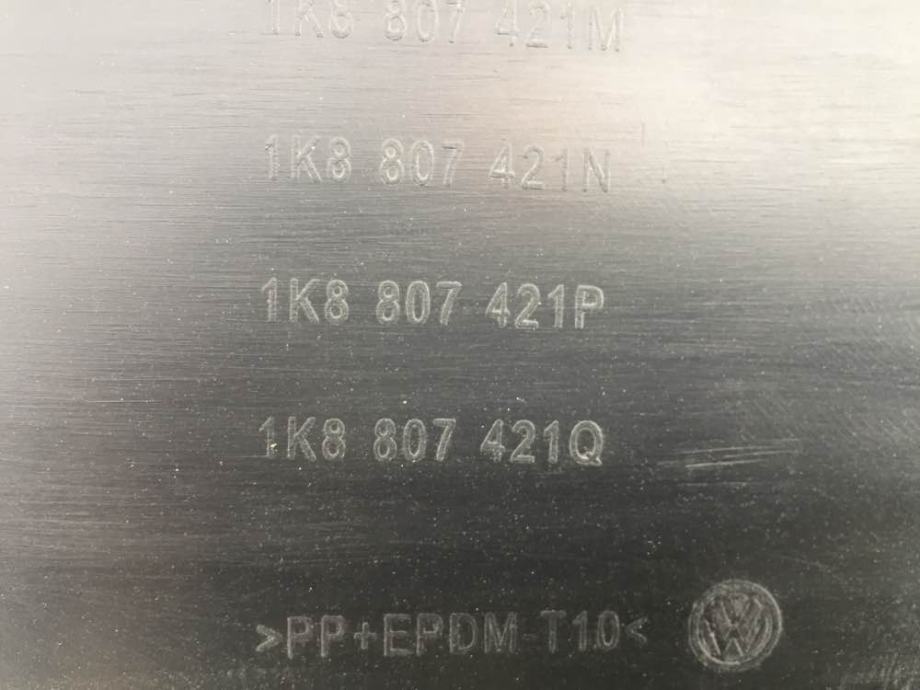 1K8 807 421M
1K8 807 421N
1K8 807 421P
1K8 807 421Q
>PP+EPDM-T10<